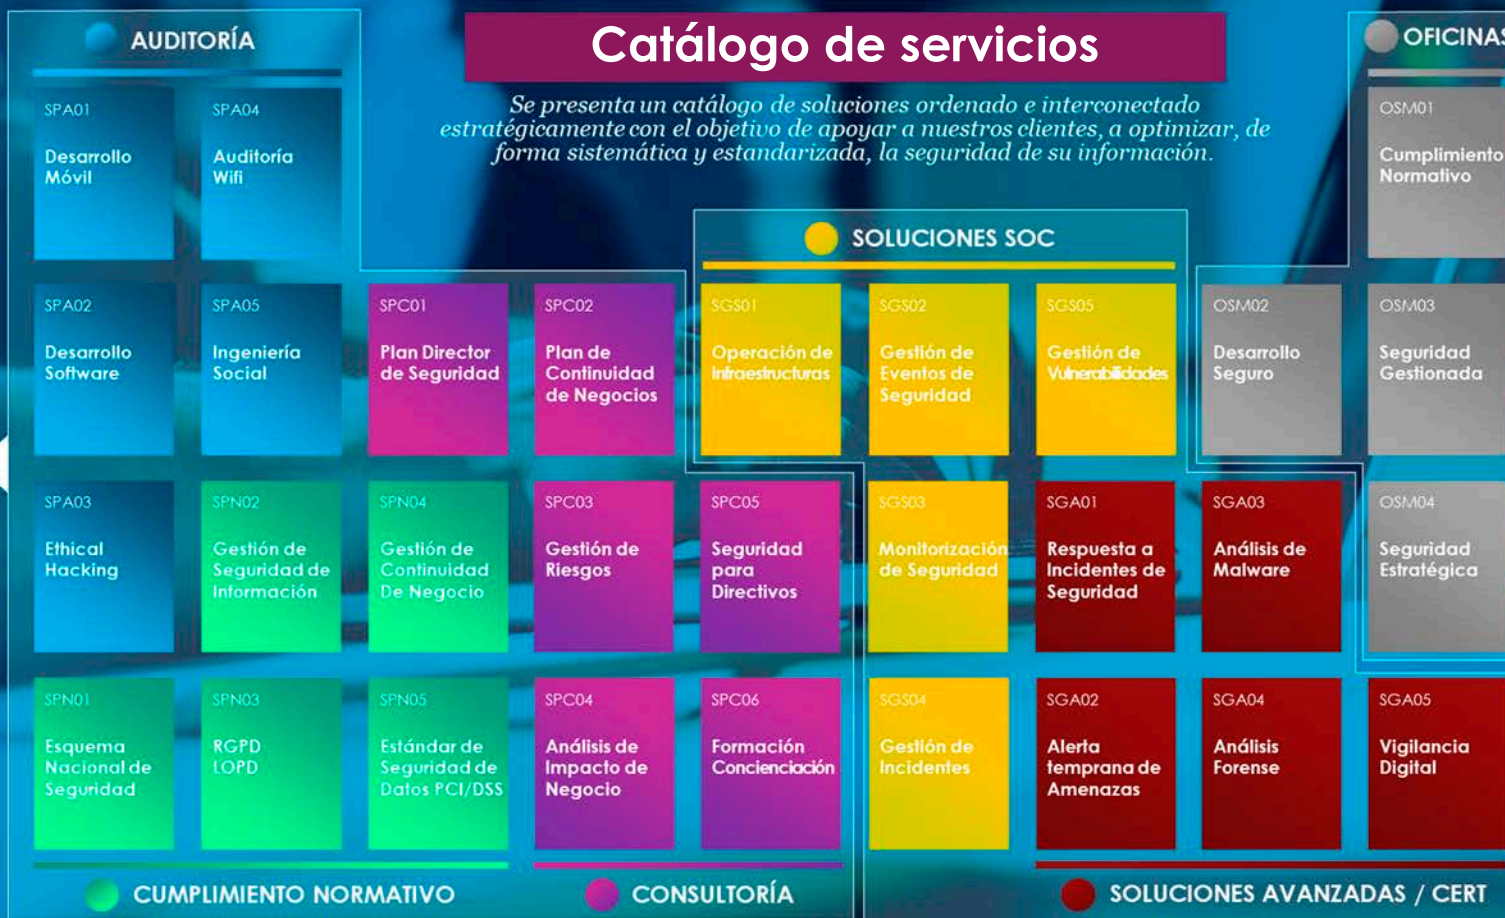 AUDITORÍA
Catálogo de servicios
OFICINAS
Se presenta un catálogo de soluciones ordenado e interconectado
estratégicamente con el objetivo de apoyar a nuestros clientes, a optimizar, de
forma sistemática y estandarizada, la seguridad de su información.
SPA01
Desarrollo
Móvil
SPA04
Auditoría
Wifi
OSM01
Cumplimiento
Normativo
SOLUCIONES SOC
SPA02
Desarrollo
Software
SPA05
Ingeniería
Social
SPC01
Plan Director
de Seguridad
SPC02
Plan de
Continuidad
de Negocios
SGS01
Operación de
Infraestructuras
SGS02
Gestión de
Eventos de
Seguridad
SGS05
Gestión de
Vulnerabilidades
OSM02
Desarrollo
Seguro
OSM03
Seguridad
Gestionada
SPA03
Ethical
Hacking
SPN02
Gestión de
Seguridad de
Información
SPN04
Gestión de
Continuidad
De Negocio
SPC03
Gestión de
Riesgos
SPC05
Seguridad
para
Directivos
SGS03
Monitorización
de Seguridad
SGA01
Respuesta a
Incidentes de
Seguridad
SGA03
Análisis de
Malware
OSM04
Seguridad
Estratégica
SPN01
Esquema
Nacional de
Seguridad
SPN03
RGPD
LOPD
SPN05
Estándar de
Seguridad de
Datos PCI/DSS
SPC04
Análisis de
Impacto de
Negocio
SPC06
Formación
Concienciación
SGS04
Gestión de
Incidentes
SGA02
Alerta
temprana de
Amenazas
SGA04
Análisis
Forense
SGA05
Vigilancia
Digital
CUMPLIMIENTO NORMATIVO
CONSULTORÍA
SOLUCIONES AVANZADAS / CERT